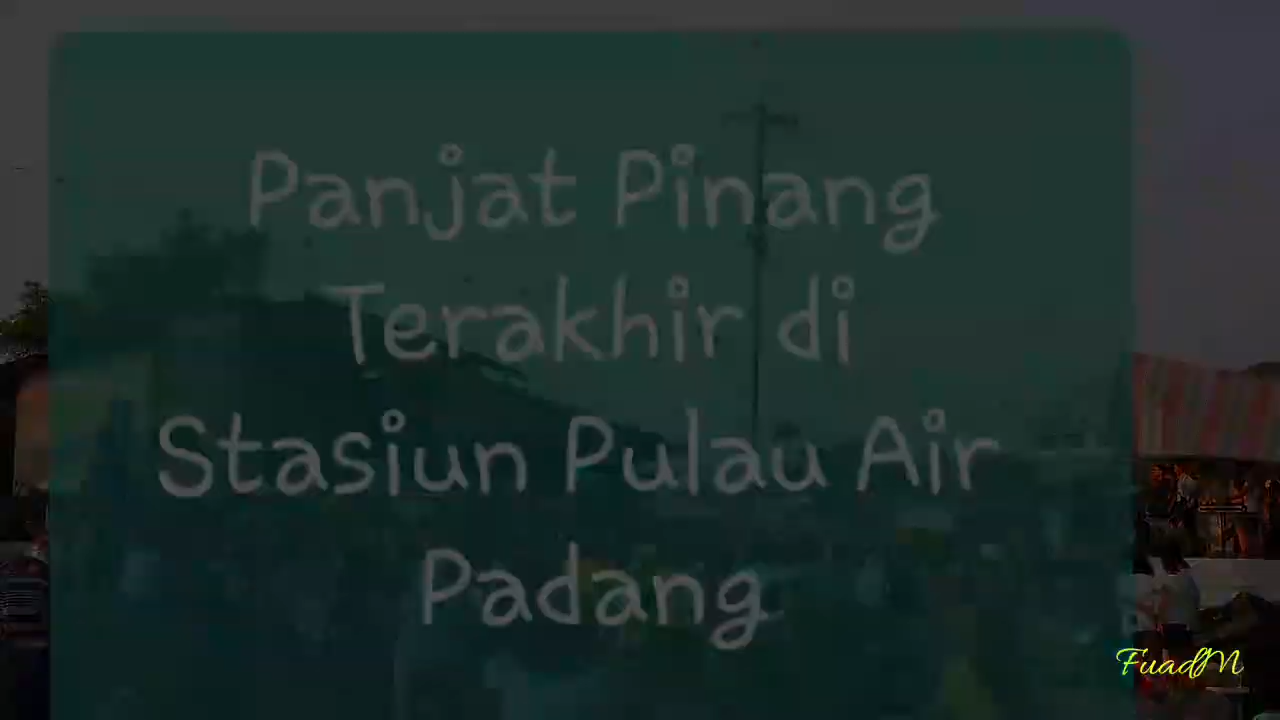 Panjat Pinang
Terakhir di
Stasiun Pulau Air
Padang
FuadM